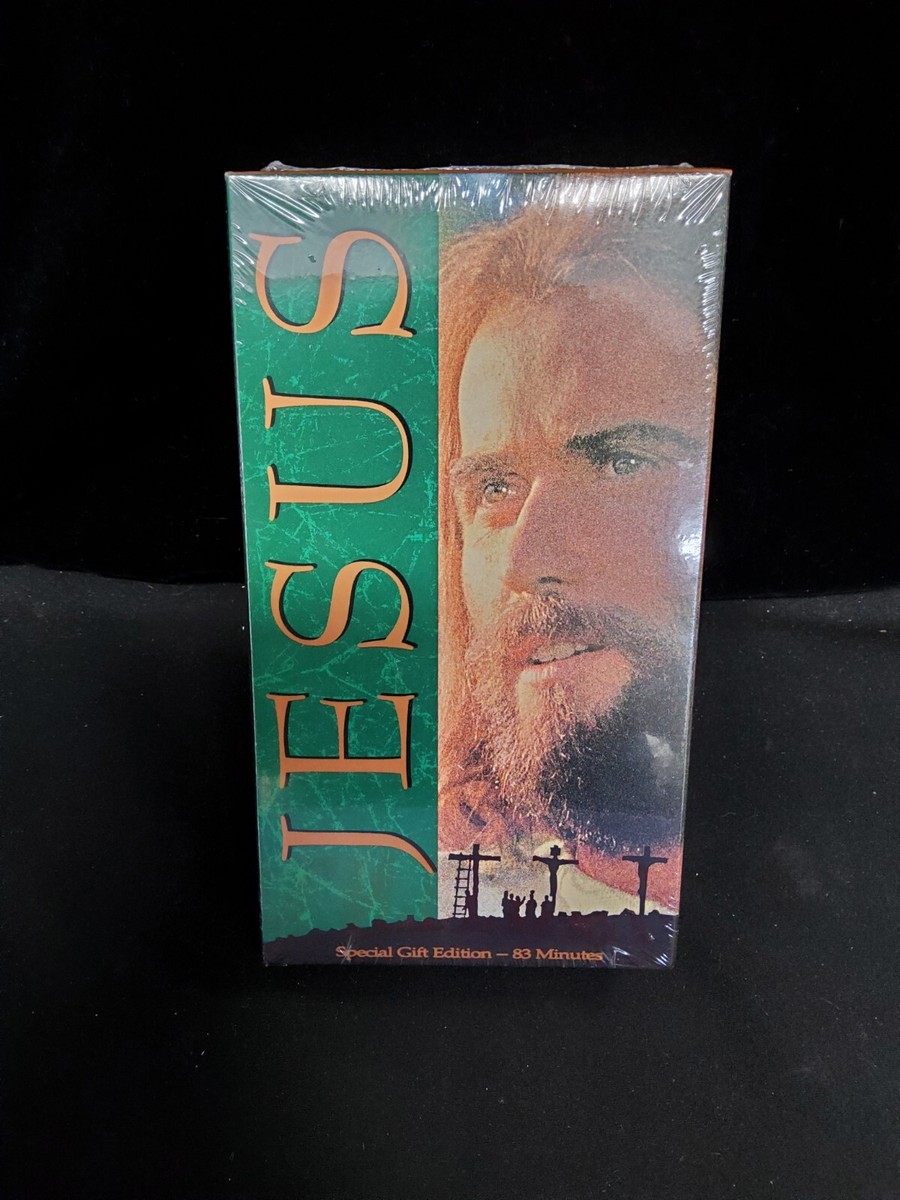 JESUS
Special Gift Edition – 83 Minutes